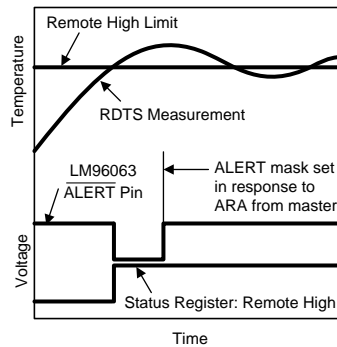 Remote High Limit
Temperature
RDTS Measurement
LM96063
ALERT Pin
ALERT mask set
in response to
ARA from master
Voltage
Status Register: Remote High
Time